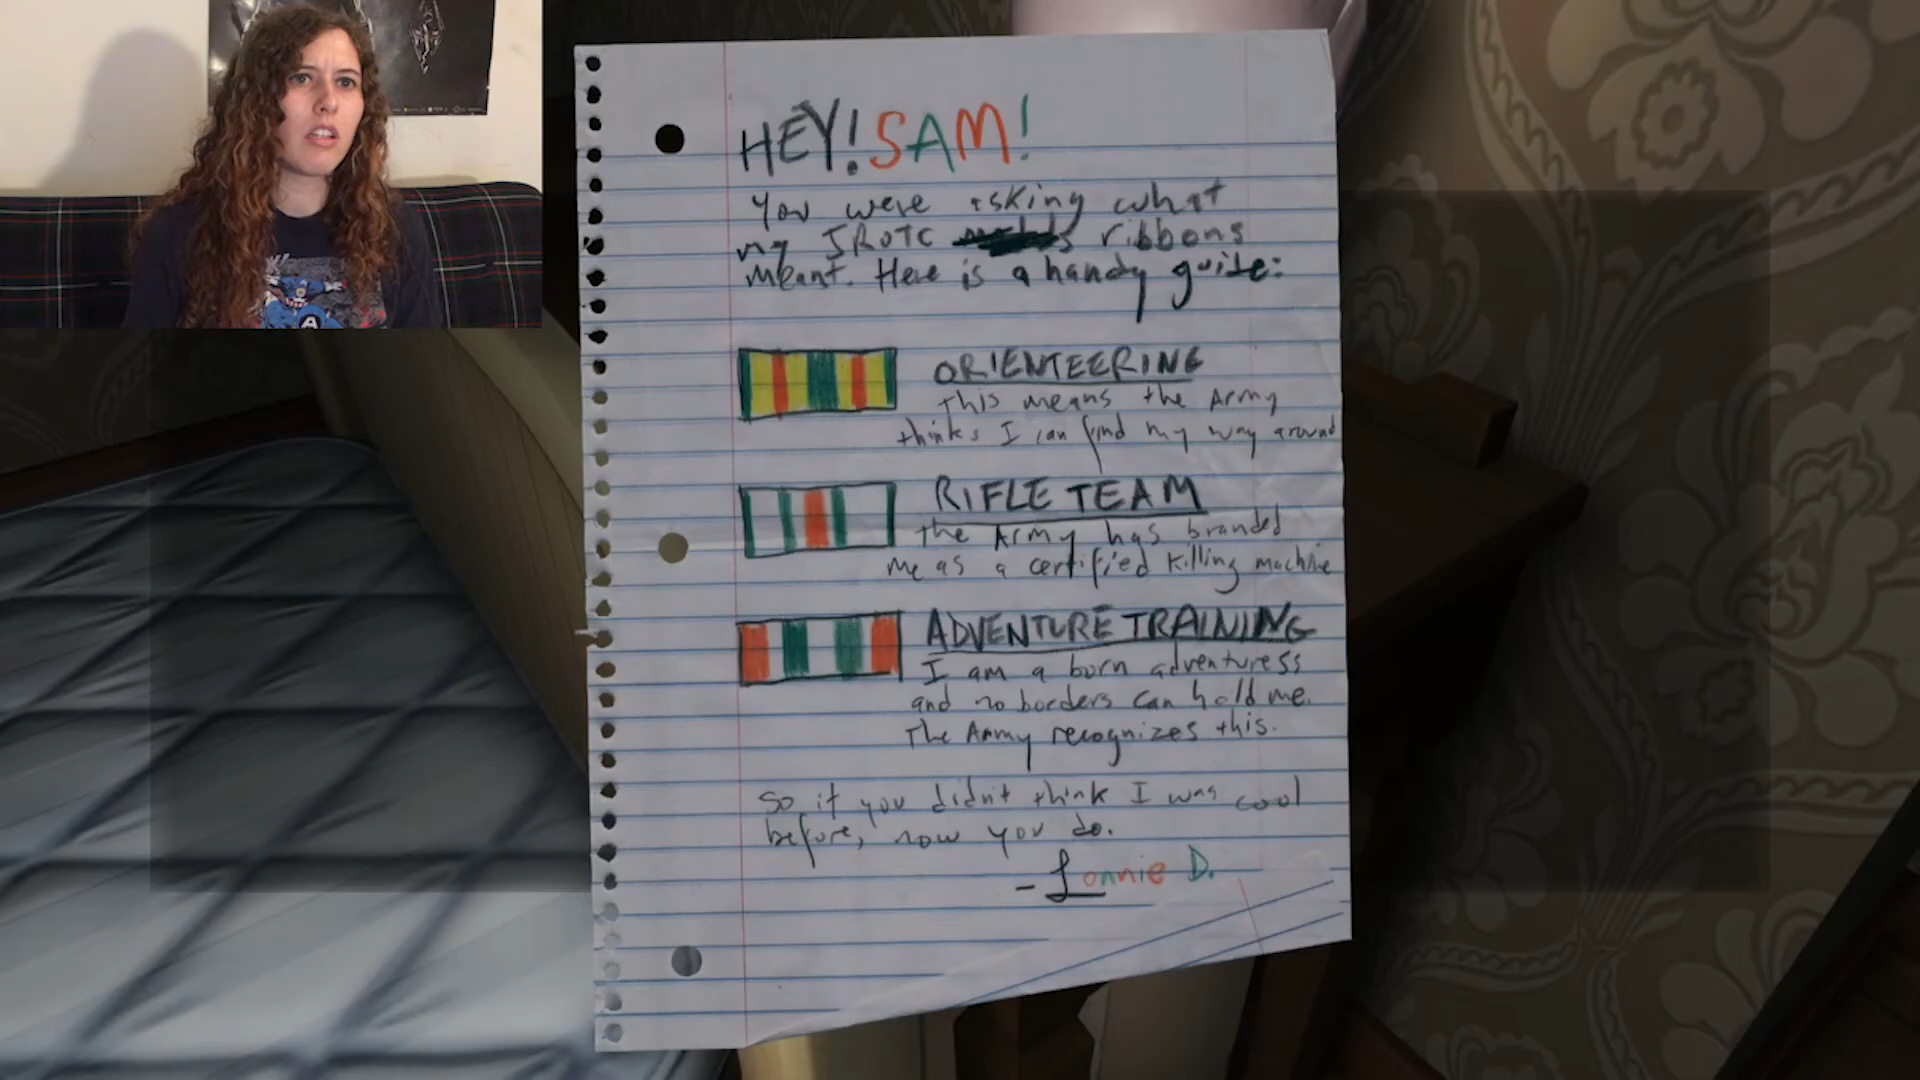 HEY! SAM!
You were asking what
my JROTC ribbons
meant. Here is a handy guide:
ORIENTEERING
This means the Army
thinks I can find my way around
RIFLE TEAM
the Army has branded
me as a certified killing machine
ADVENTURE TRAINING
I am a born adventuress
and no borders can hold me.
The Army recognizes this.
So if you didn't think I was cool
before, now you do.
- Lonnie D.
A